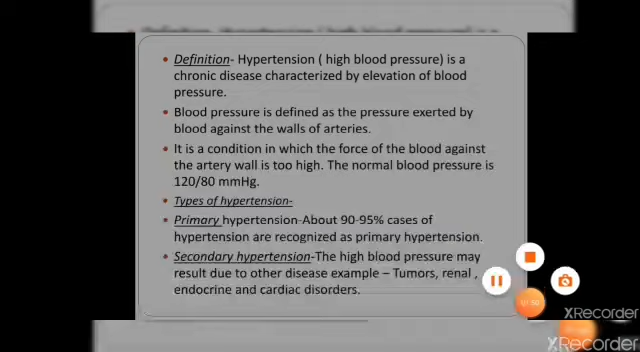 • Definition- Hypertension ( high blood pressure) is a
chronic disease characterized by elevation of blood
pressure.
• Blood pressure is defined as the pressure exerted by
blood against the walls of arteries.
• It is a condition in which the force of the blood against
the artery wall is too high. The normal blood pressure is
120/80 mmHg.
• Types of hypertension-
• Primary hypertension-About 90-95% cases of
hypertension are recognized as primary hypertension.
• Secondary hypertension-The high blood pressure may
result due to other disease example – Tumors, renal ,
endocrine and cardiac disorders.
XRecorder
XRecorder